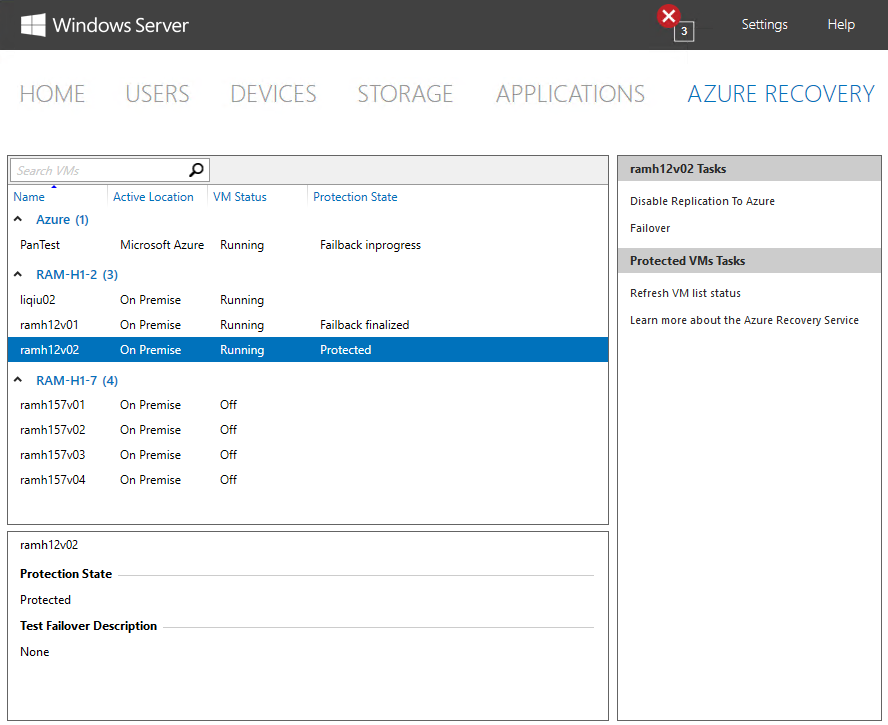 Windows Server
3
Settings
Help
HOME
USERS
DEVICES
STORAGE
APPLICATIONS
AZURE RECOVERY
Search VMs
Name Active Location VM Status Protection State
Azure (1)
PanTest Microsoft Azure Running Failback inprogress
RAM-H1-2 (3)
liqiu02 On Premise Running
ramh12v01 On Premise Running Failback finalized
ramh12v02 On Premise Running Protected
RAM-H1-7 (4)
ramh157v01 On Premise Off
ramh157v02 On Premise Off
ramh157v03 On Premise Off
ramh157v04 On Premise Off
ramh12v02
Protection State
Protected
Test Failover Description
None
ramh12v02 Tasks
Disable Replication To Azure
Failover
Protected VMs Tasks
Refresh VM list status
Learn more about the Azure Recovery Service